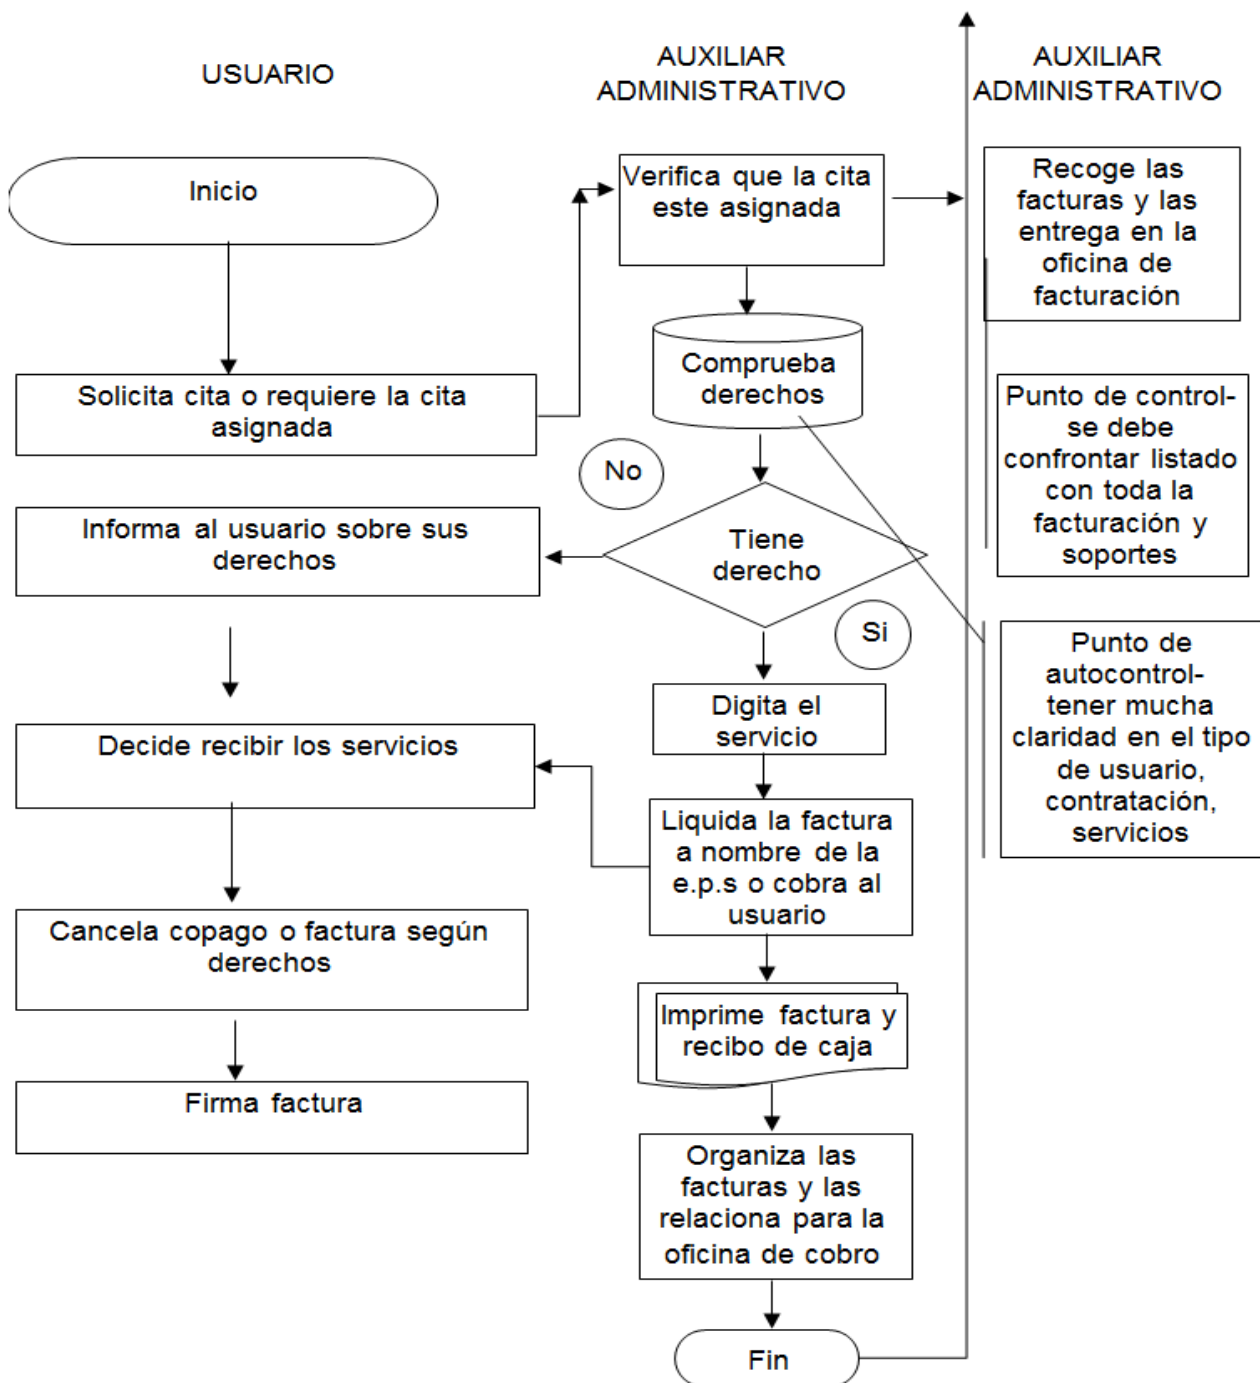 USUARIO
AUXILIAR
ADMINISTRATIVO
AUXILIAR
ADMINISTRATIVO
Inicio
Solicita cita o requiere la cita
asignada
Informa al usuario sobre sus
derechos
Decide recibir los servicios
Cancela copago o factura según
derechos
Firma factura
Verifica que la cita
este asignada
Comprueba
derechos
No
Tiene
derecho
Si
Digita el
servicio
Liquida la factura
a nombre de la
e.p.s o cobra al
usuario
Imprime factura y
recibo de caja
Organiza las
facturas y las
relaciona para la
oficina de cobro
Fin
Recoge las
facturas y las
entrega en la
oficina de
facturación
Punto de control-
se debe
confrontar listado
con toda la
facturación y
soportes
Punto de
autocontrol-
tener mucha
claridad en el tipo
de usuario,
contratación,
servicios